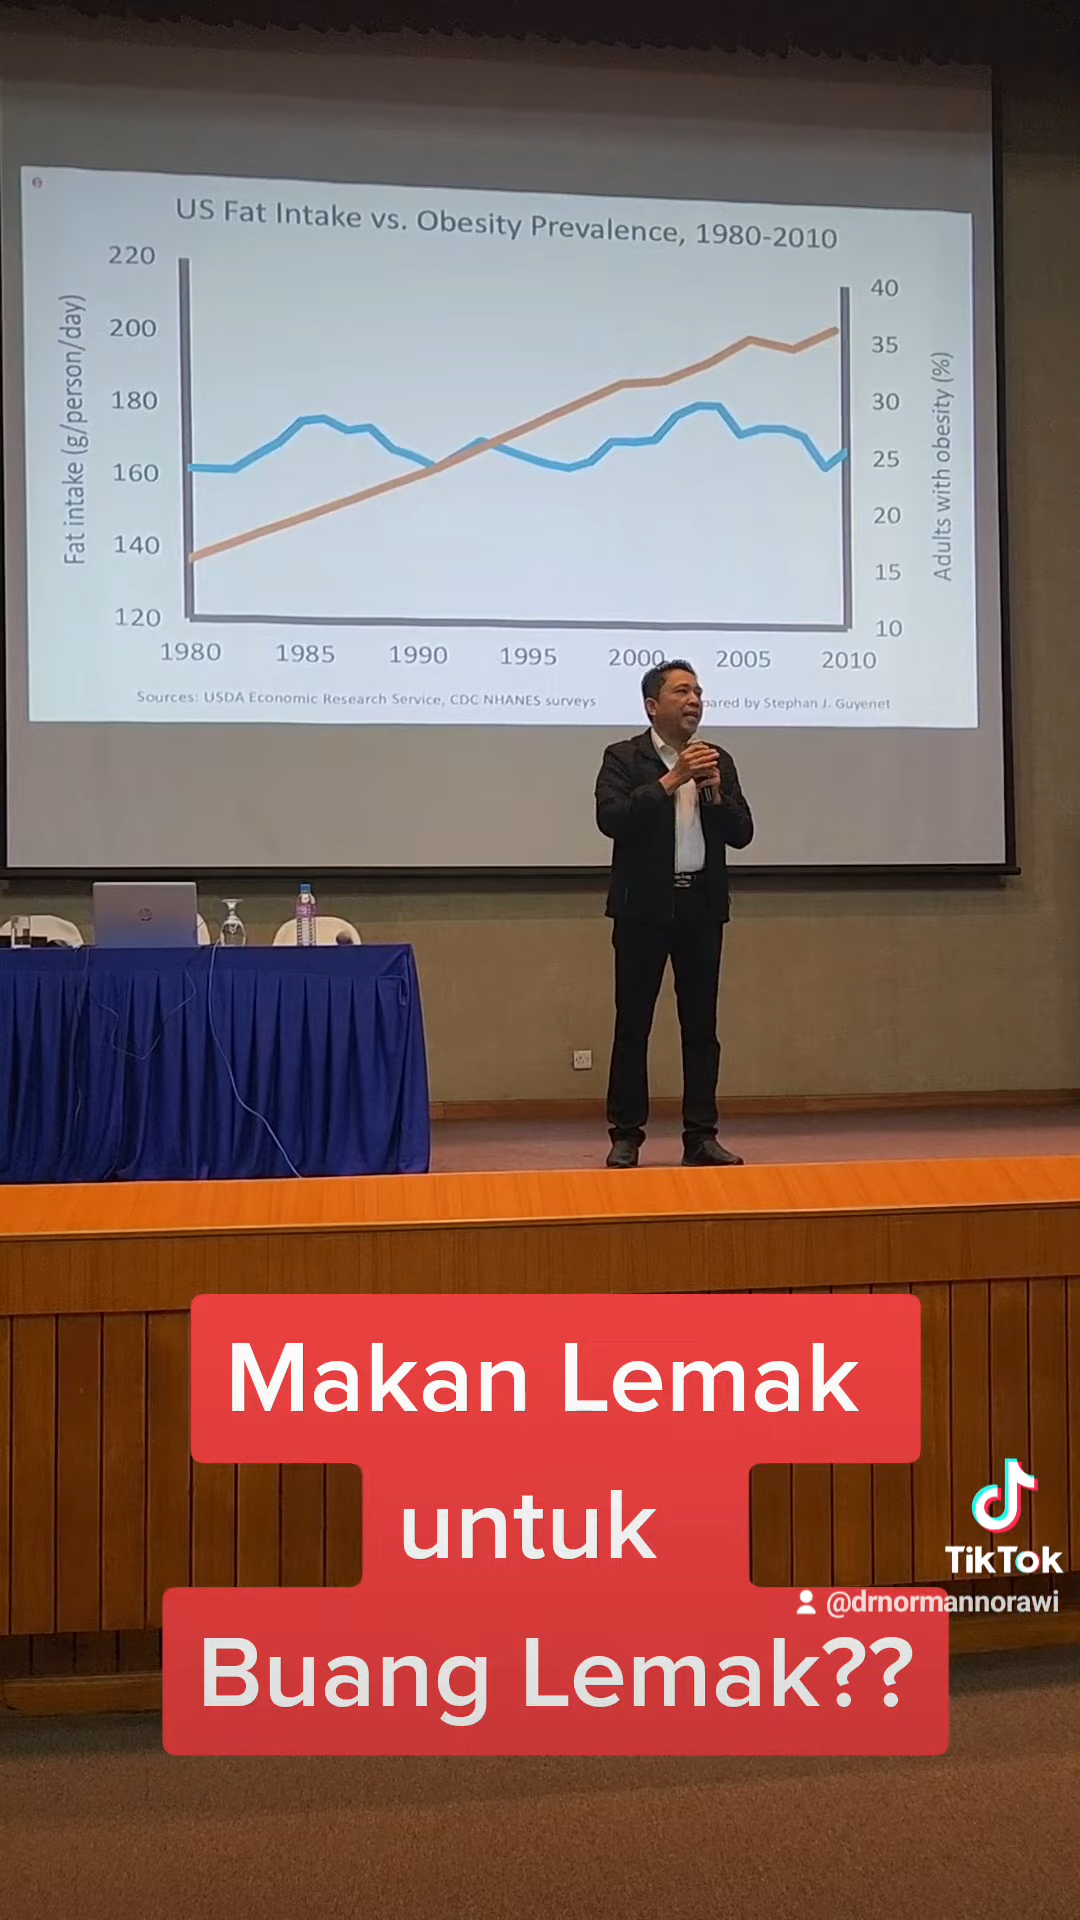 US Fat Intake vs. Obesity Prevalence, 1980-2010
220
200
180
160
140
120
Fat intake (g/person/day)
40
35
30
25
20
15
10
Adults with obesity (%)
1980 1985 1990 1995 2000 2005 2010
Sources: USDA Economic Research Service, CDC NHANES surveys
by Stephan J. Guyenet
Makan Lemak
untuk
Buang Lemak??
TikTok
@drnormannorawi